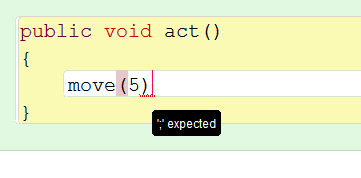 public void act()
{
move(5)
';' expected
}